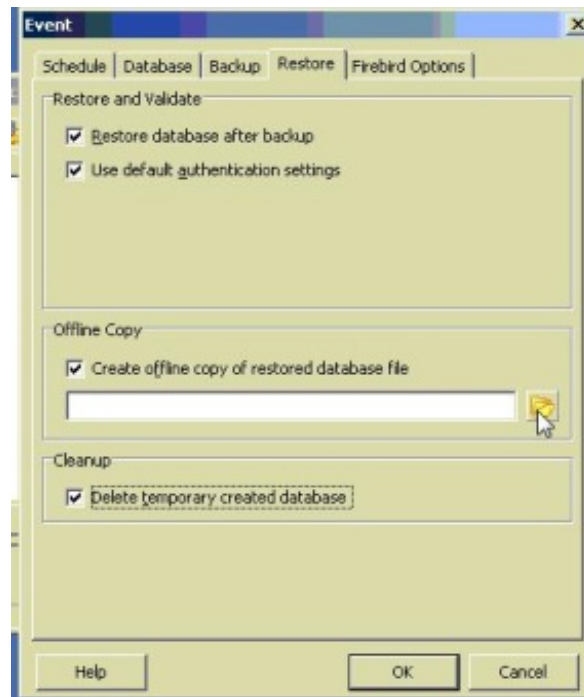 Event
Schedule Database Backup Restore Firebird Options
Restore and Validate
Restore database after backup
Use default authentication settings
Offline Copy
Create offline copy of restored database file
Cleanup
Delete temporary created database
Help OK Cancel